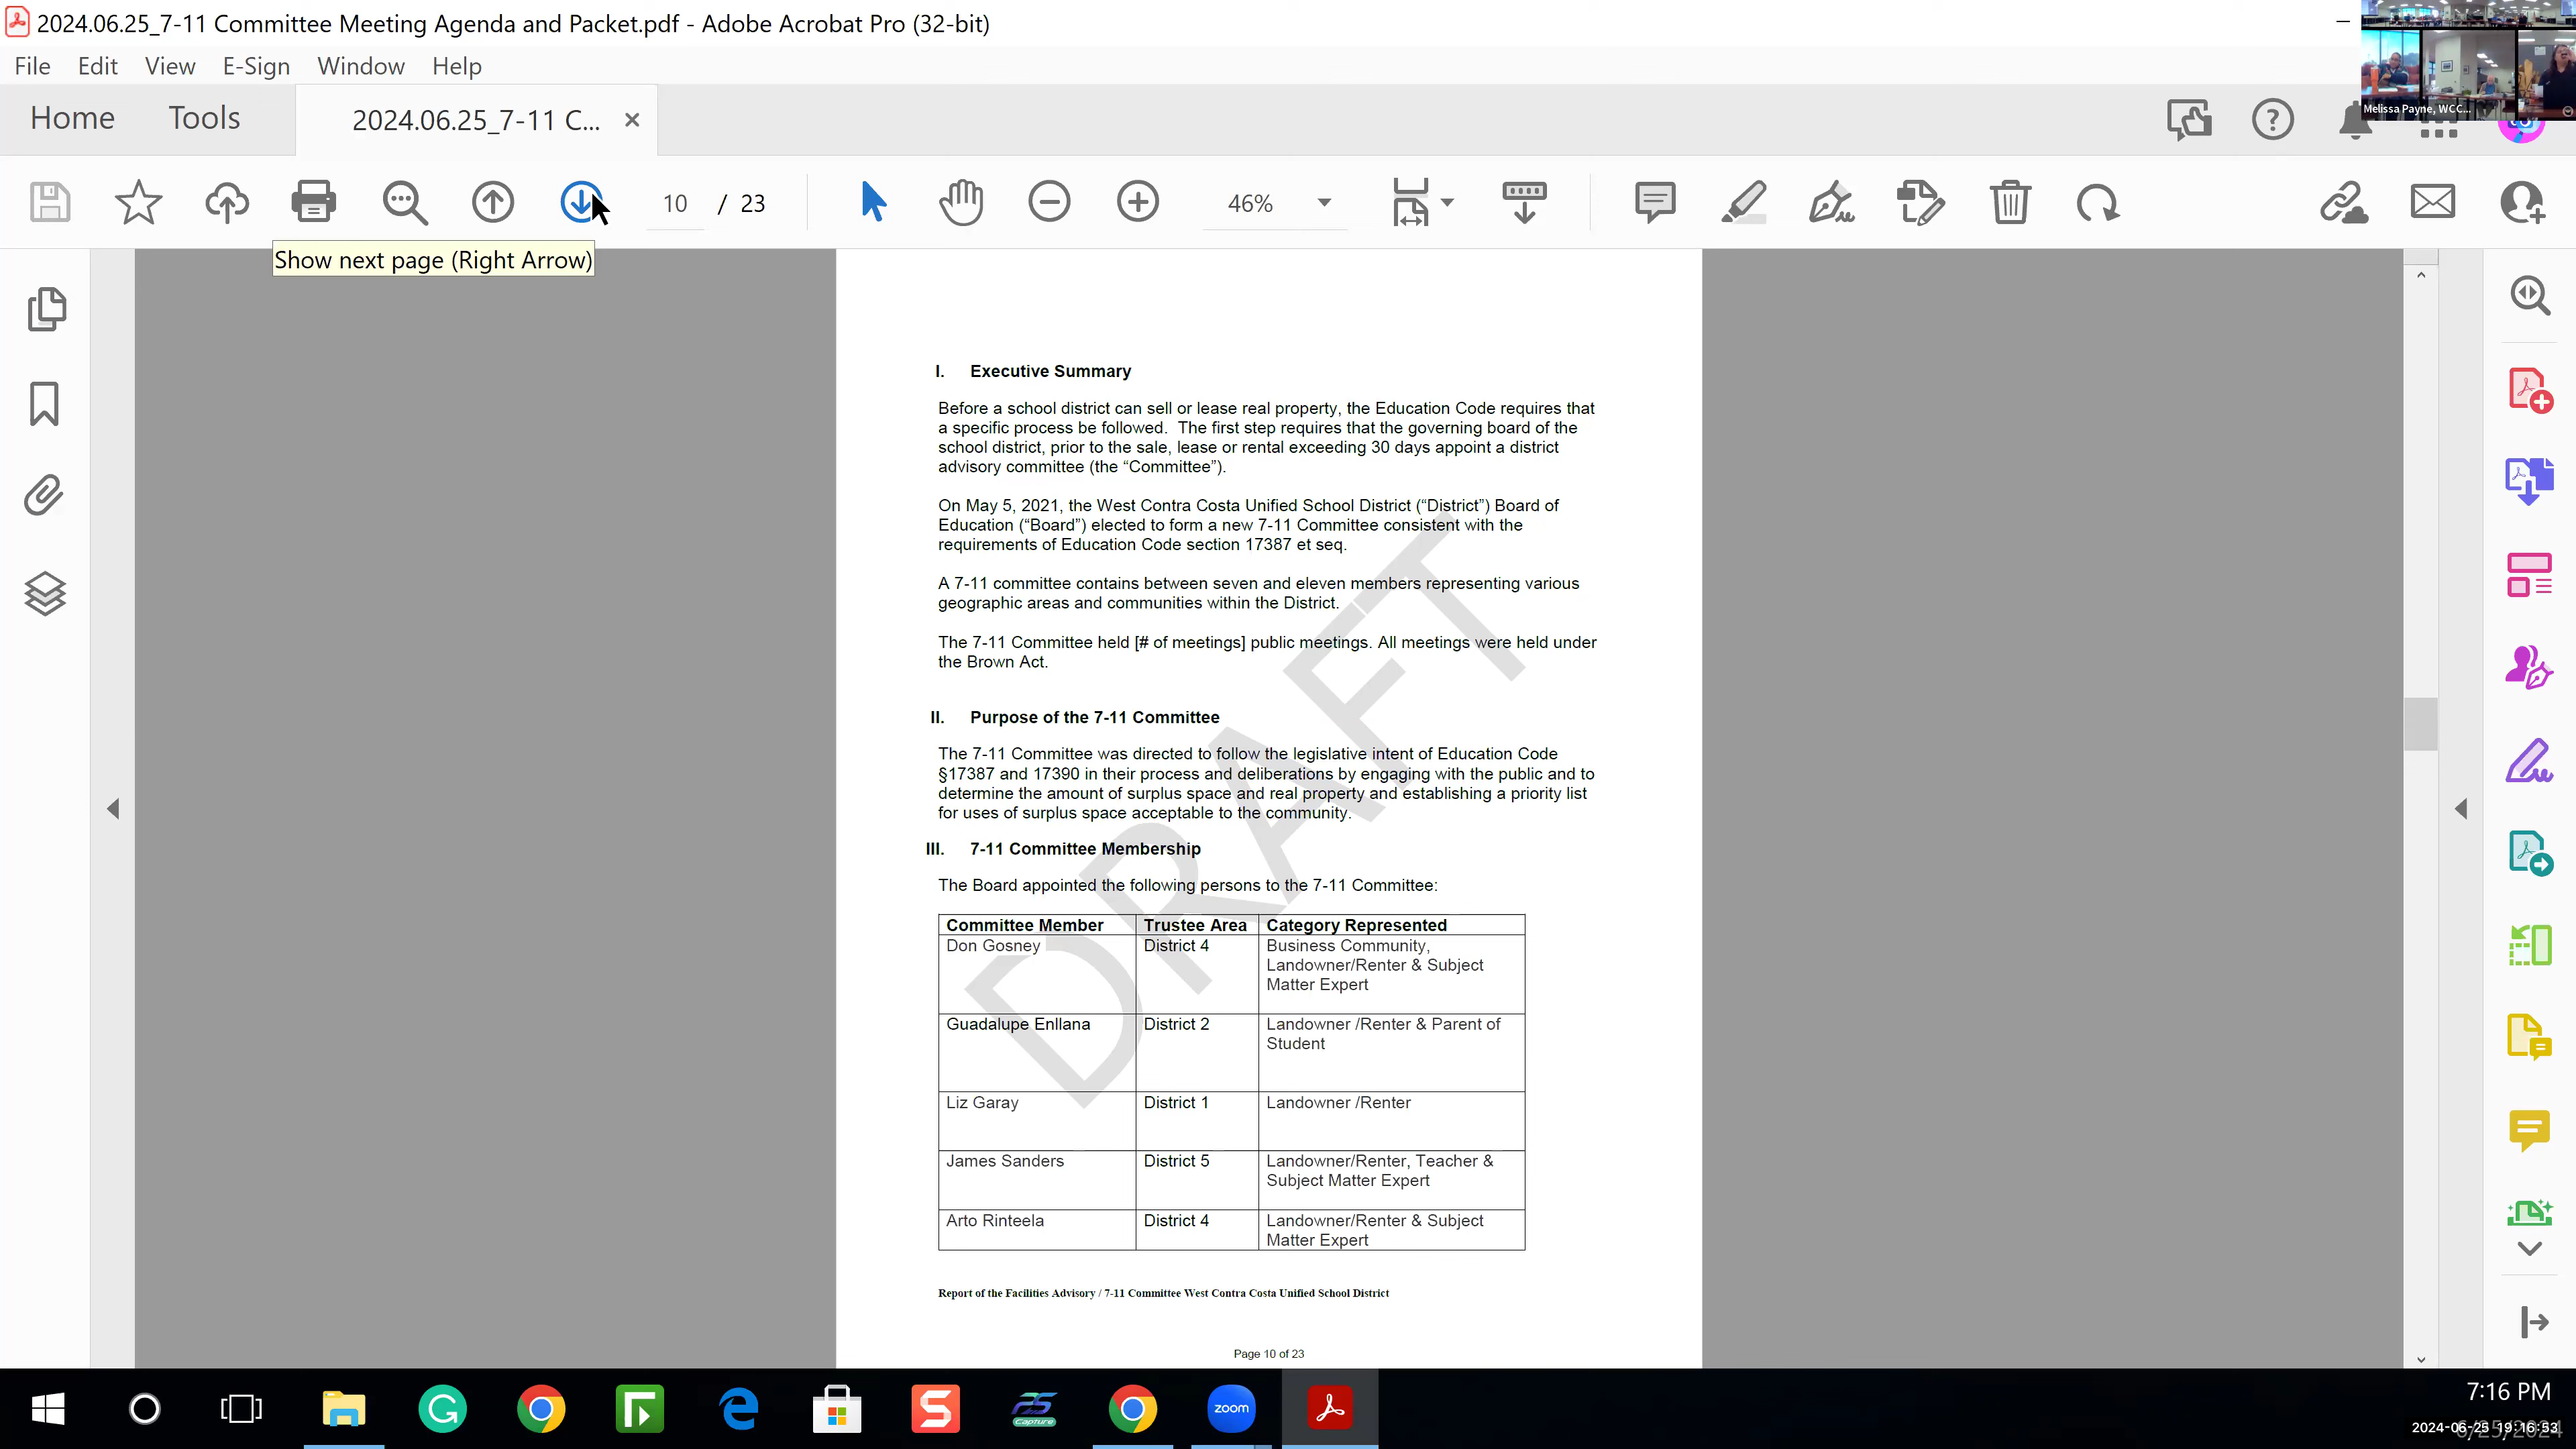 2024.06.25_7-11 Committee Meeting Agenda and Packet.pdf - Adobe Acrobat Pro (32-bit)
File Edit View E-Sign Window Help
Home Tools 2024.06.25_7-11 C...
Melissa Payne, WCC...
10 / 23
46%
Show next page (Right Arrow)
I. Executive Summary
Before a school district can sell or lease real property, the Education Code requires that
a specific process be followed. The first step requires that the governing board of the
school district, prior to the sale, lease or rental exceeding 30 days appoint a district
advisory committee (the “Committee”).
On May 5, 2021, the West Contra Costa Unified School District (“District”) Board of
Education (“Board”) elected to form a new 7-11 Committee consistent with the
requirements of Education Code section 17387 et seq.
A 7-11 committee contains between seven and eleven members representing various
geographic areas and communities within the District.
The 7-11 Committee held [# of meetings] public meetings. All meetings were held under
the Brown Act.
II. Purpose of the 7-11 Committee
The 7-11 Committee was directed to follow the legislative intent of Education Code
§17387 and 17390 in their process and deliberations by engaging with the public and to
determine the amount of surplus space and real property and establishing a priority list
for uses of surplus space acceptable to the community.
III. 7-11 Committee Membership
The Board appointed the following persons to the 7-11 Committee:
Committee Member Trustee Area Category Represented
Don Gosney District 4 Business Community,
Landowner/Renter & Subject
Matter Expert
Guadalupe Enllana District 2 Landowner /Renter & Parent of
Student
Liz Garay District 1 Landowner /Renter
James Sanders District 5 Landowner/Renter, Teacher &
Subject Matter Expert
Arto Rinteela District 4 Landowner/Renter & Subject
Matter Expert
DRAFT
Report of the Facilities Advisory / 7-11 Committee West Contra Costa Unified School District
Page 10 of 23
Capture
zoom
7:16 PM
2024-06-25 19:16:53